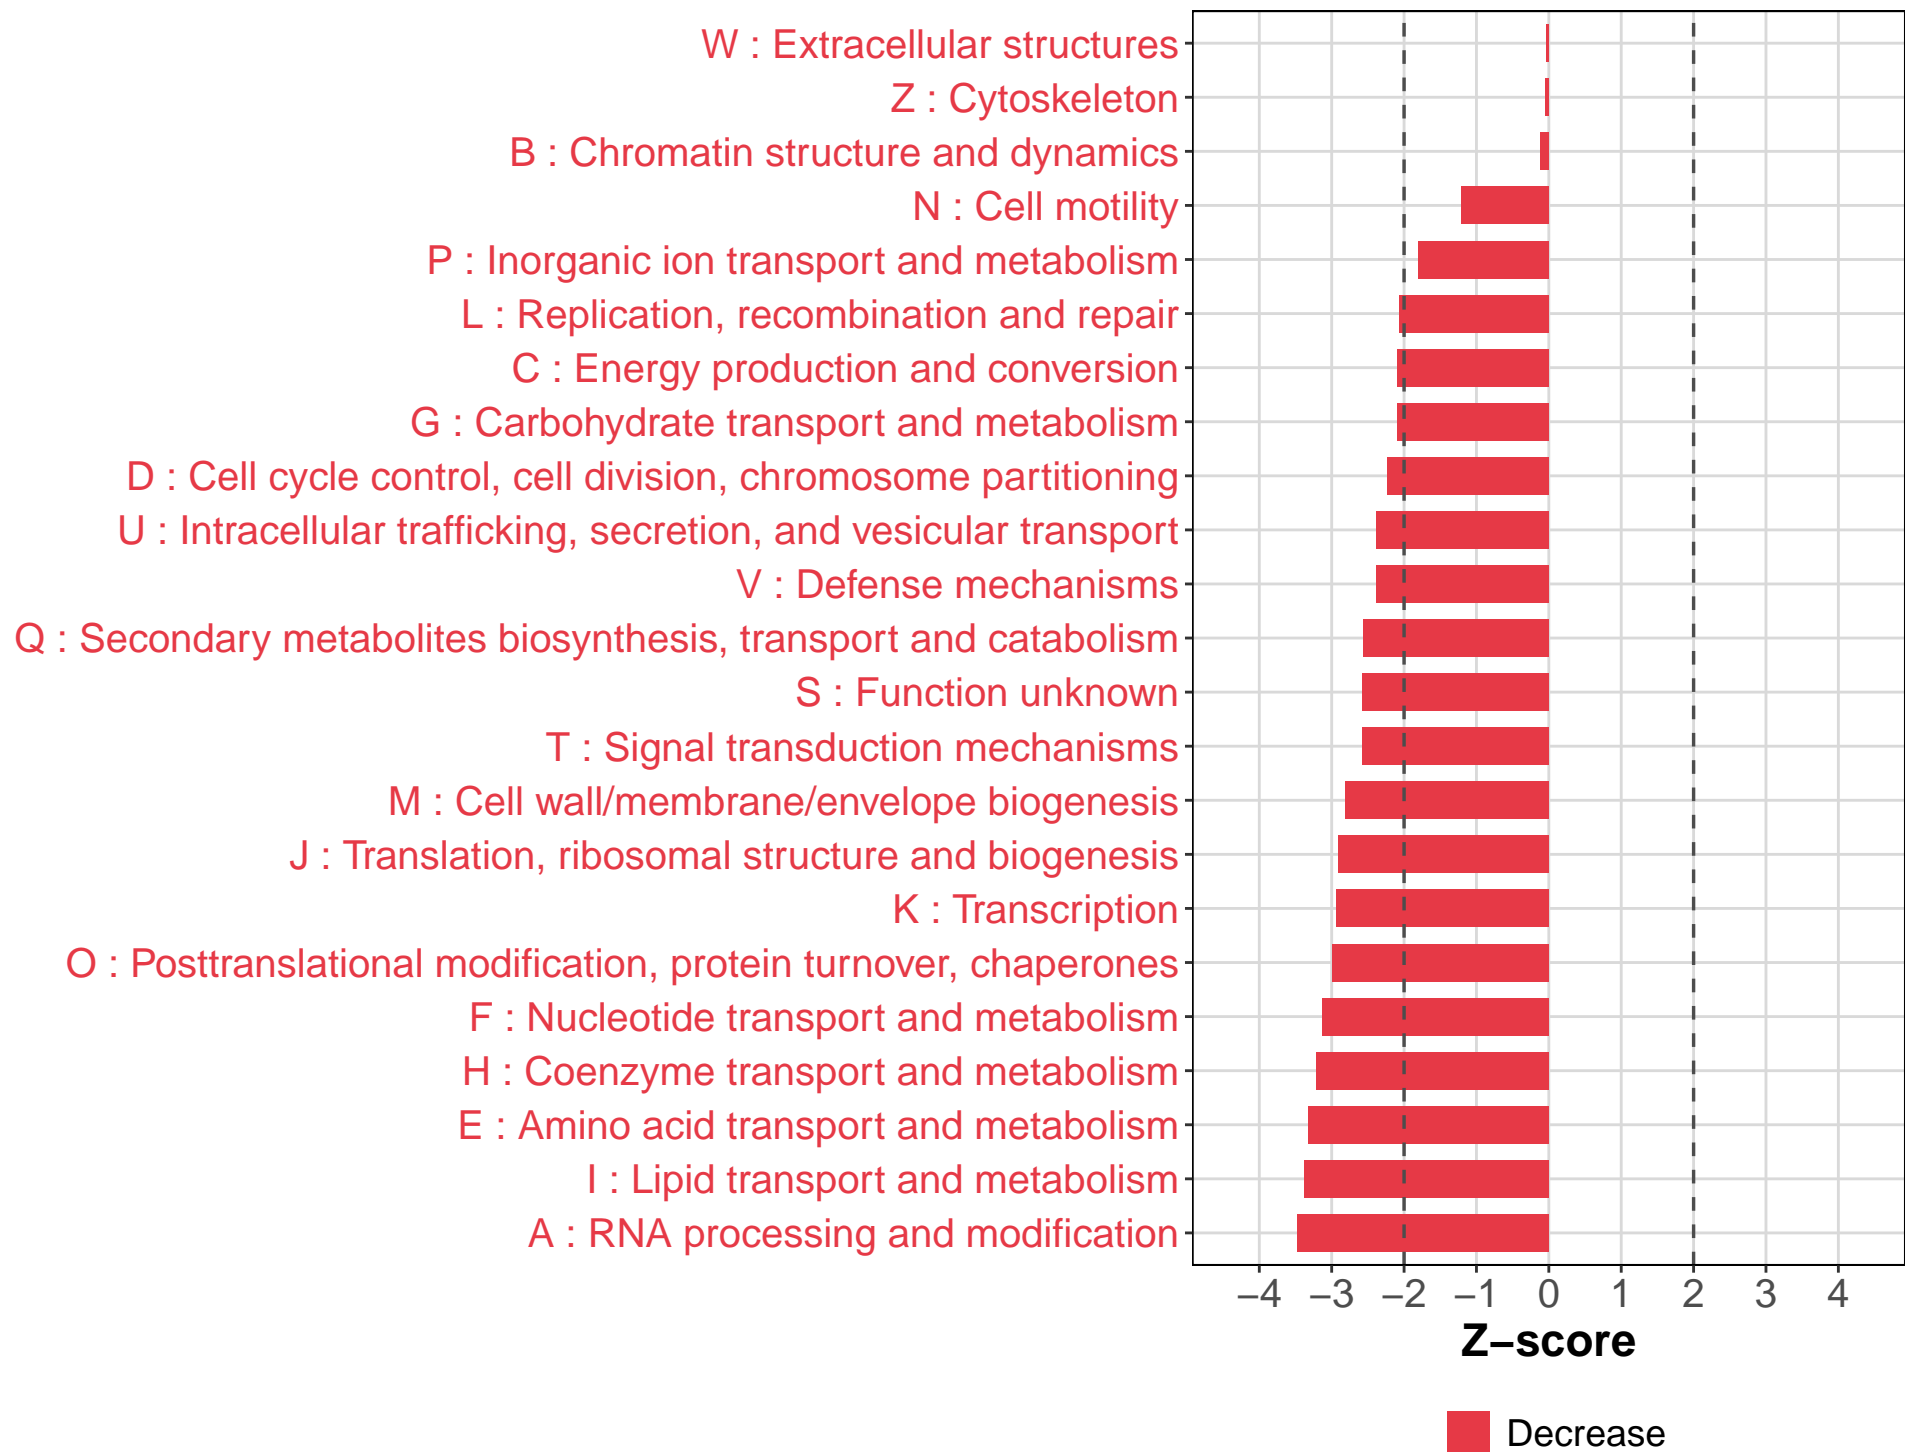 W : Extracellular structures
Z : Cytoskeleton
B : Chromatin structure and dynamics
N : Cell motility
P : Inorganic ion transport and metabolism
L : Replication, recombination and repair
C : Energy production and conversion
G : Carbohydrate transport and metabolism
D : Cell cycle control, cell division, chromosome partitioning
U : Intracellular trafficking, secretion, and vesicular transport
V : Defense mechanisms
Q : Secondary metabolites biosynthesis, transport and catabolism
S : Function unknown
T : Signal transduction mechanisms
M : Cell wall/membrane/envelope biogenesis
J : Translation, ribosomal structure and biogenesis
K : Transcription
O : Posttranslational modification, protein turnover, chaperones
F : Nucleotide transport and metabolism
H : Coenzyme transport and metabolism
E : Amino acid transport and metabolism
I : Lipid transport and metabolism
A : RNA processing and modification
−4 −3 −2 −1 0 1 2 3 4
Z−score
Decrease